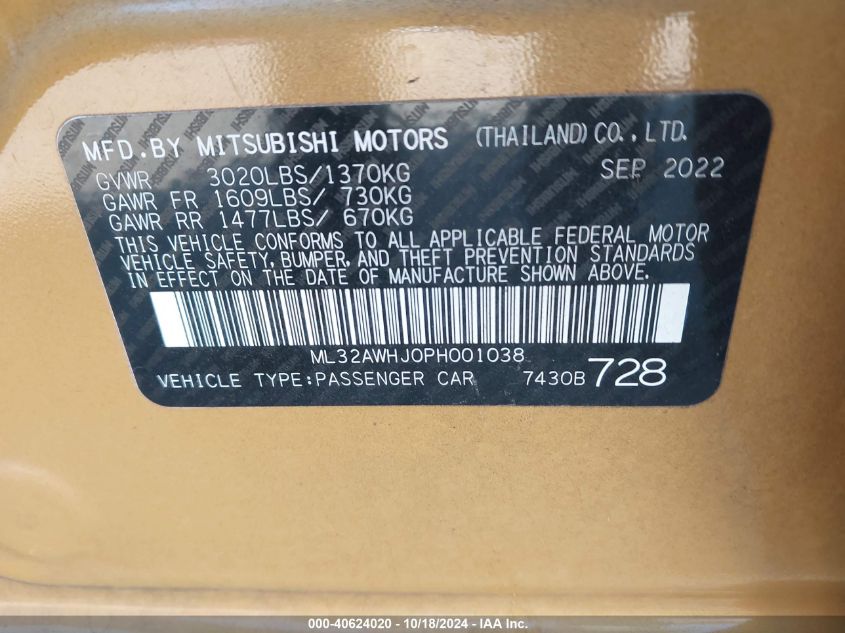 MFD.BY MITSUBISHI MOTORS (THAILAND)CO.,LTD.
GVWR 3020LBS/1370KG SEP 2022
GAWR FR 1609LBS/ 730KG
GAWR RR 1477LBS/ 670KG
THIS VEHICLE CONFORMS TO ALL APPLICABLE FEDERAL MOTOR
VEHICLE SAFETY, BUMPER, AND THEFT PREVENTION STANDARDS
IN EFFECT ON THE DATE OF MANUFACTURE SHOWN ABOVE.
ML32AWHJ0PH001038
VEHICLE TYPE:PASSENGER CAR 7430B 728
000-40624020 - 10/18/2024 - IAA Inc.